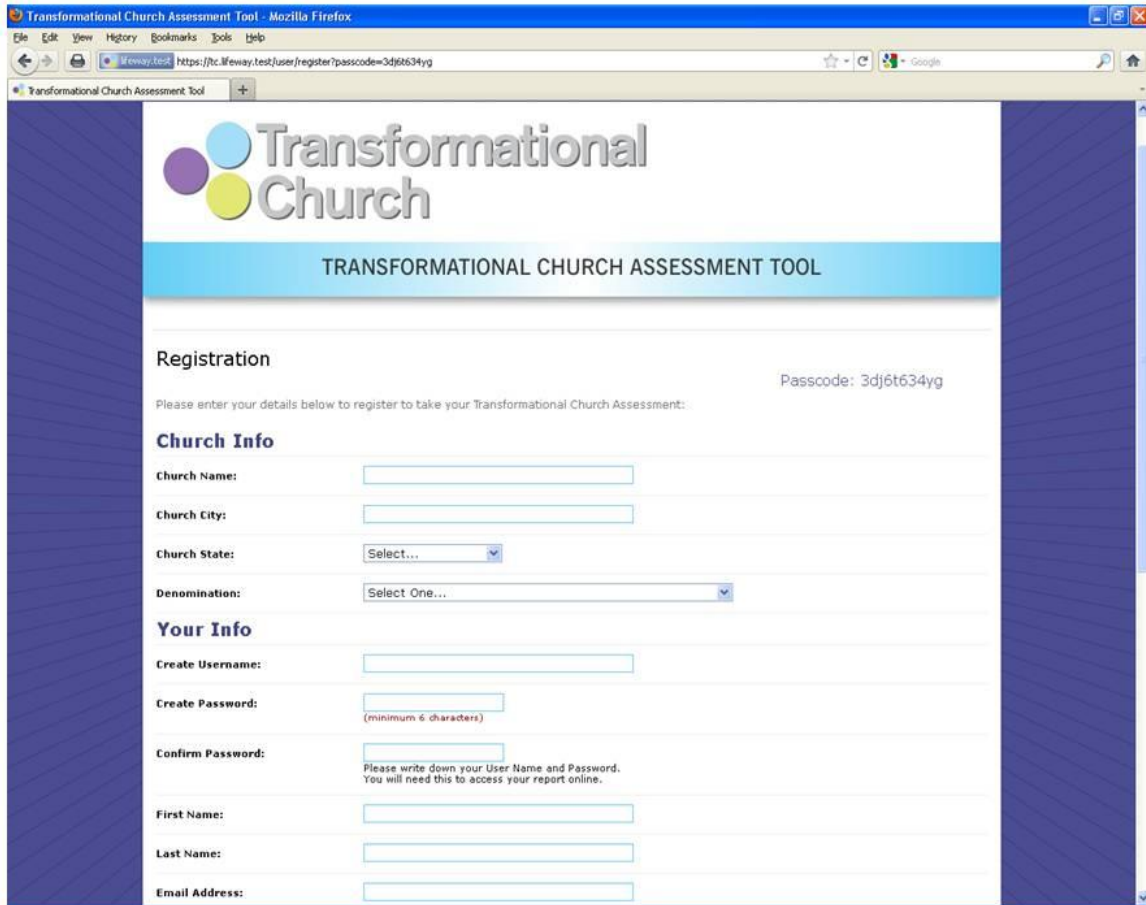 Transformational Church Assessment Tool - Mozilla Firefox
File Edit View History Bookmarks Tools Help
lifeway.test https://tc.lifeway.test/user/register?passcode=3dj6t634yg
Google
Transformational Church Assessment Tool
Transformational
Church
TRANSFORMATIONAL CHURCH ASSESSMENT TOOL
Registration
Passcode: 3dj6t634yg
Please enter your details below to register to take your Transformational Church Assessment:
Church Info
Church Name:
Church City:
Church State: Select...
Denomination: Select One...
Your Info
Create Username:
Create Password:
(minimum 6 characters)
Confirm Password:
Please write down your User Name and Password.
You will need this to access your report online.
First Name:
Last Name:
Email Address: